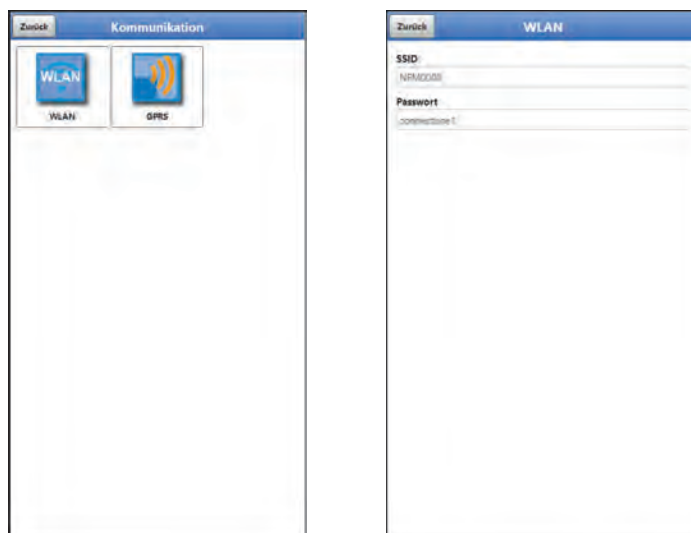 Zurück
Kommunikation
WLAN
WLAN
GPRS
Zurück
WLAN
SSID
Passwort